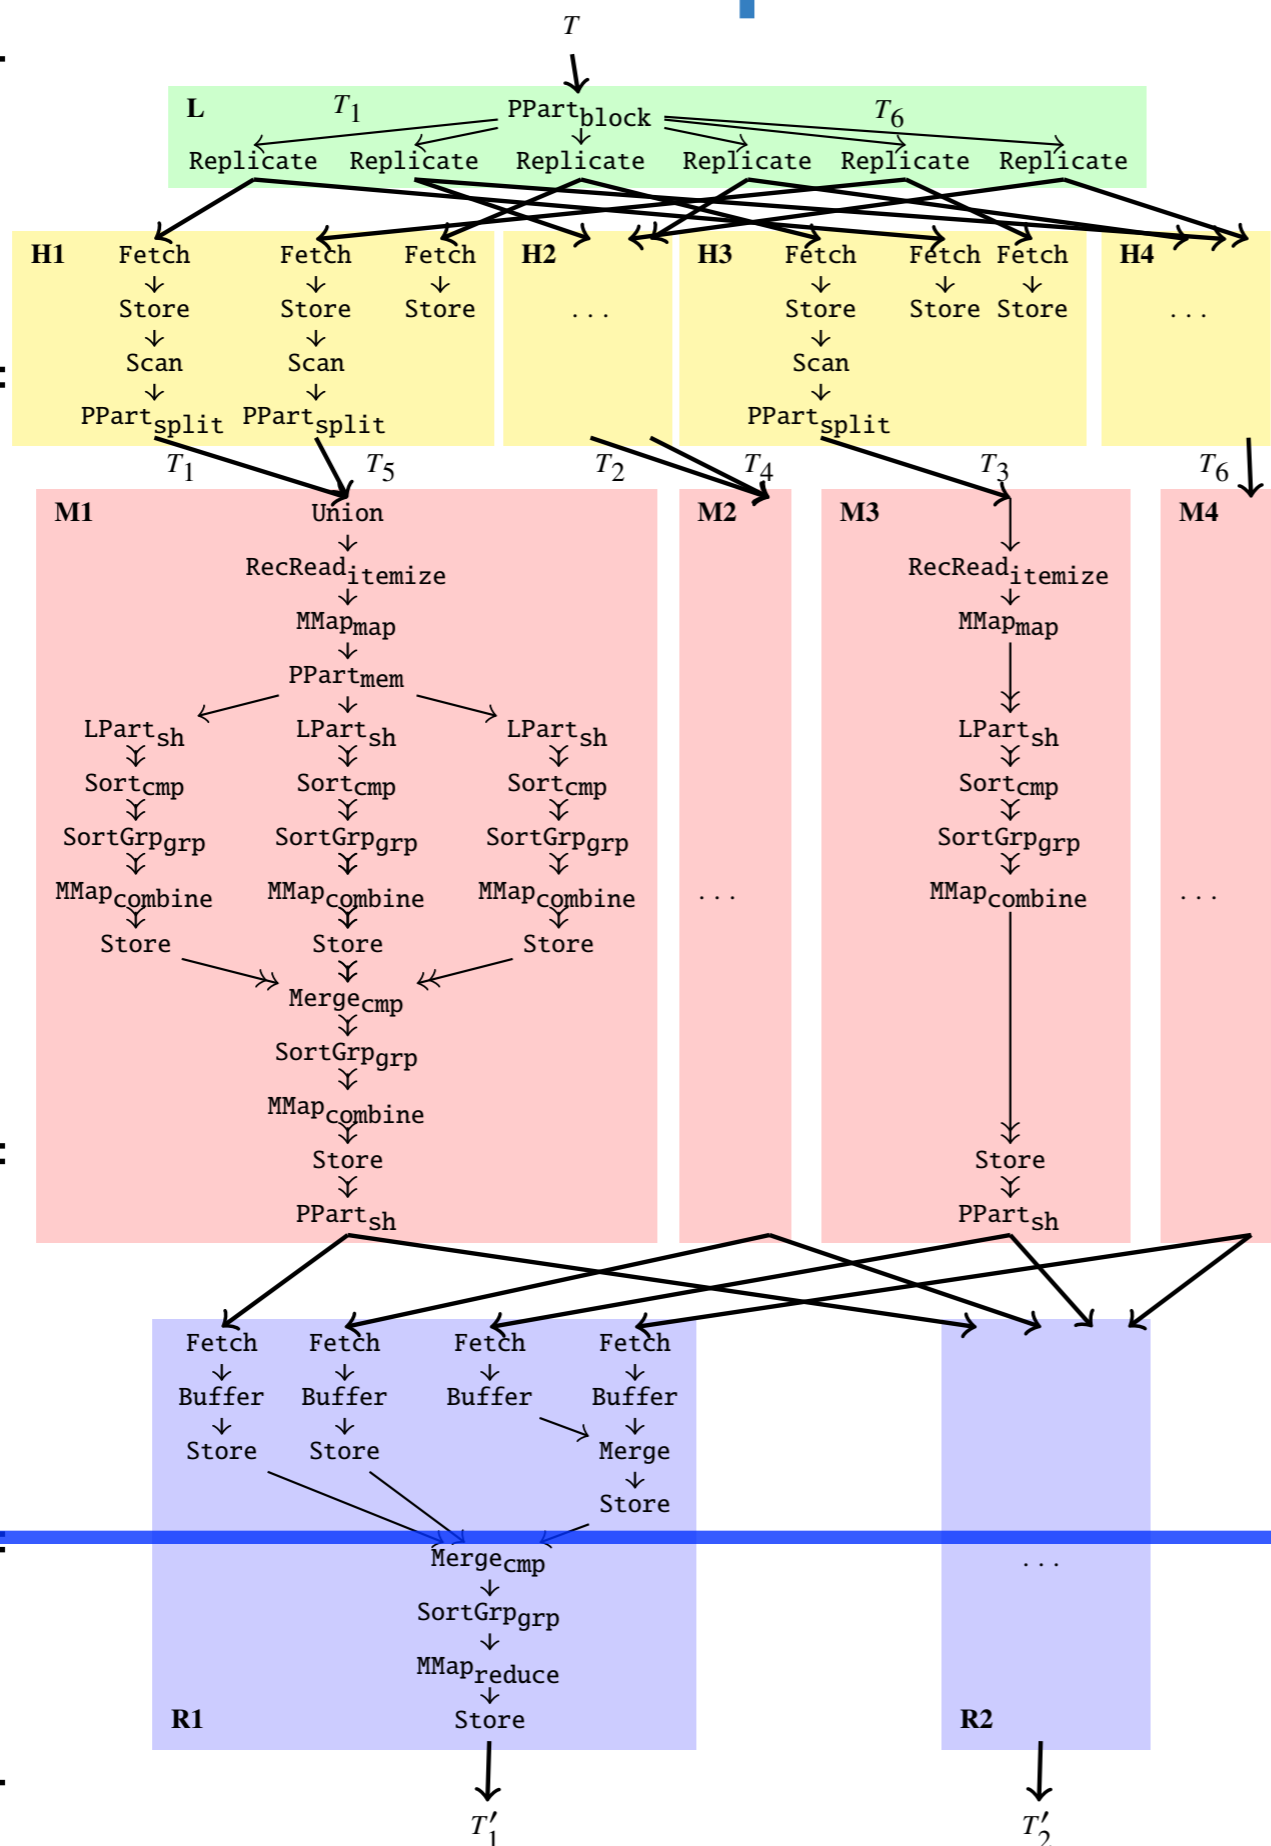 T
L T1 PPartblock T6
Replicate Replicate Replicate Replicate Replicate Replicate
H1 Fetch Fetch Fetch H2 H3 Fetch Fetch Fetch H4
Store Store Store ... Store Store Store ...
Scan Scan Scan
PPartsplit PPartsplit PPartsplit
T1 T5 T2 T4 T3 T6
M1 Union M2 M3 M4
RecReaditemize RecReaditemize
MMapmap MMapmap
PPartmem
LPartsh LPartsh LPartsh LPartsh
Sortcmp Sortcmp Sortcmp Sortcmp
SortGrpgrp SortGrpgrp SortGrpgrp SortGrpgrp
MMapcombine MMapcombine MMapcombine ... MMapcombine ...
Store Store Store
Mergecmp
SortGrpgrp
MMapcombine
Store Store
PPartsh PPartsh
Fetch Fetch Fetch Fetch
Buffer Buffer Buffer Buffer
Store Store Merge
Store
Mergecmp ...
SortGrpgrp
MMapreduce
R1 Store R2
T′1 T′2